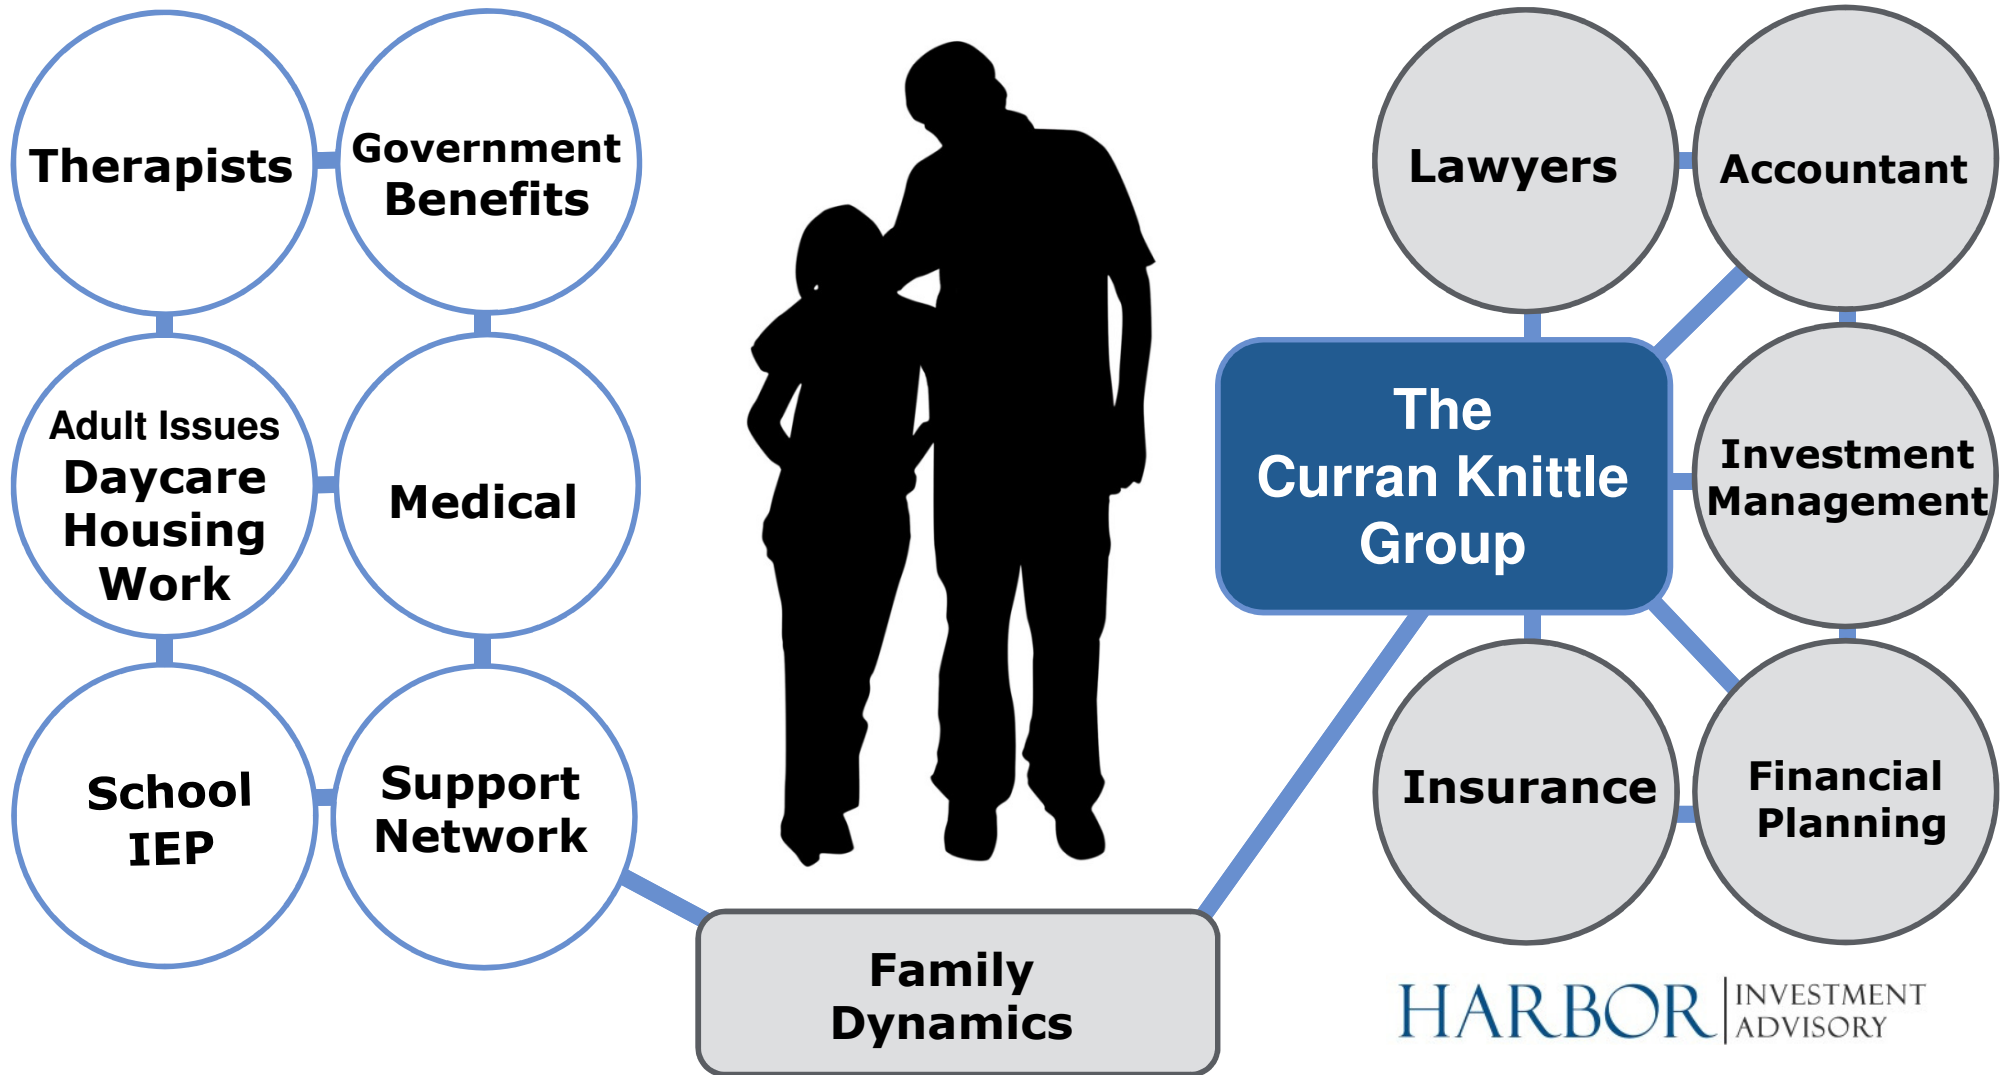 Therapists
Government
Benefits
Adult Issues
Daycare
Housing
Work
Medical
School
IEP
Support
Network
Family
Dynamics
Lawyers
Accountant
The
Curran Knittle
Group
Investment
Management
Insurance
Financial
Planning
HARBOR
INVESTMENT
ADVISORY